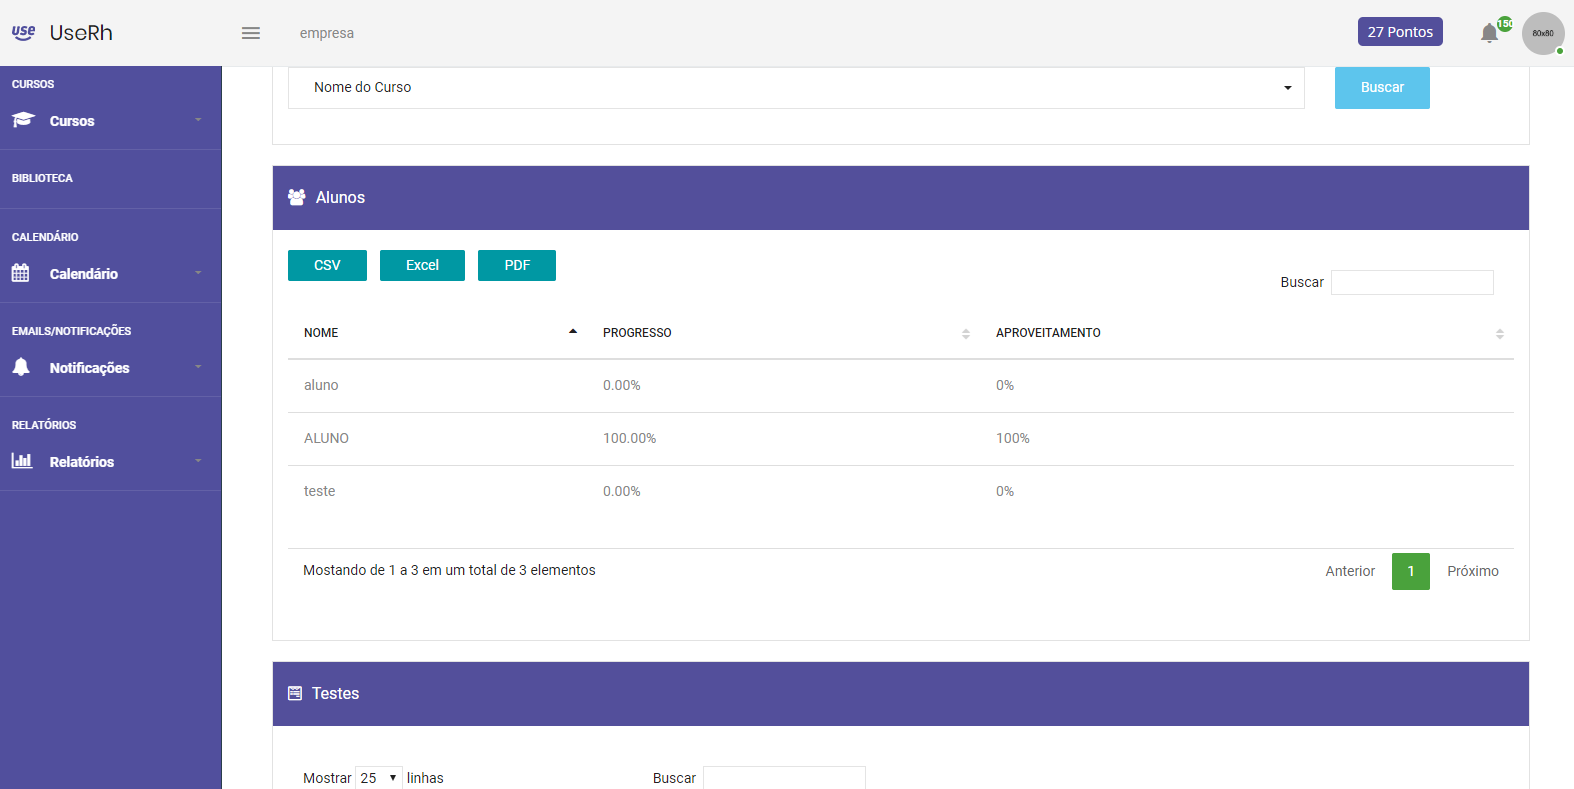 use UseRh
empresa
27 Pontos
150
80x80
CURSOS
Cursos
BIBLIOTECA
CALENDÁRIO
Calendário
EMAILS/NOTIFICAÇÕES
Notificações
RELATÓRIOS
Relatórios
Nome do Curso
Buscar
Alunos
CSV Excel PDF
Buscar
NOME PROGRESSO APROVEITAMENTO
aluno 0.00% 0%
ALUNO 100.00% 100%
teste 0.00% 0%
Mostando de 1 a 3 em um total de 3 elementos
Anterior 1 Próximo
Testes
Mostrar 25 linhas Buscar